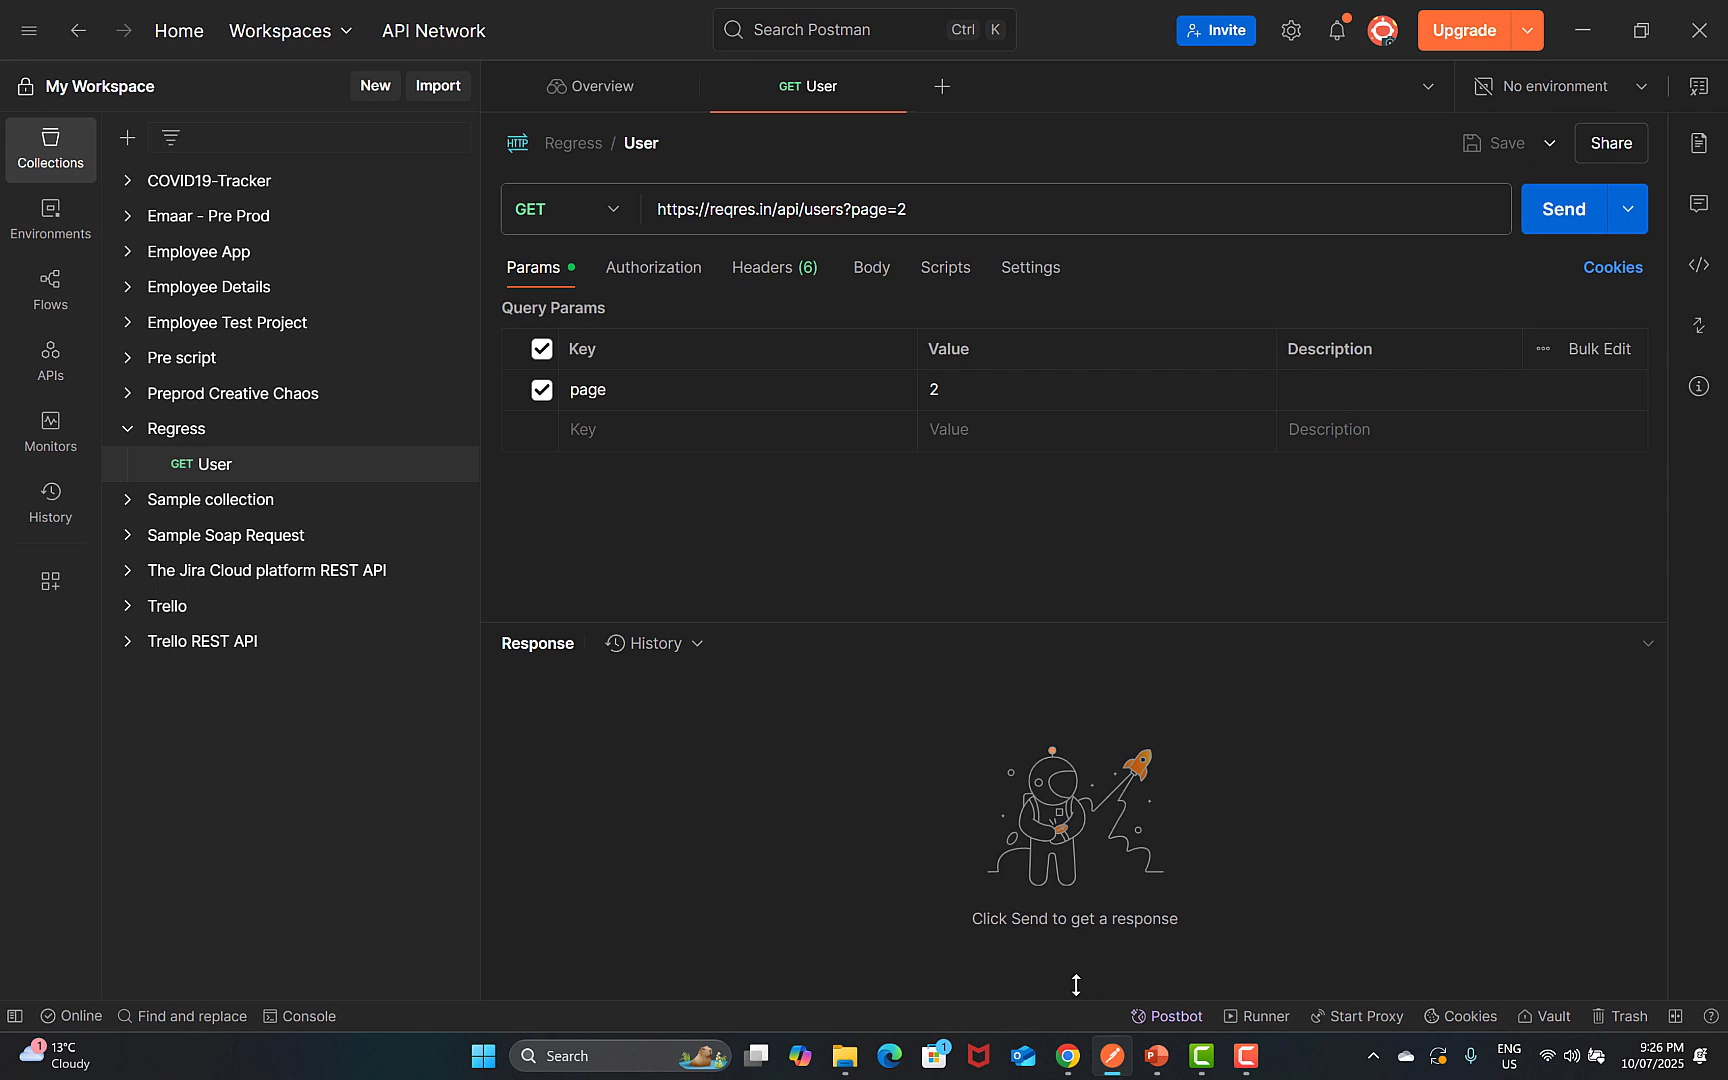 Home
Workspaces
API Network
Search Postman
Ctrl
K
Invite
Upgrade
My Workspace
New
Import
Overview
GET User
No environment
Collections
Environments
Flows
APIs
Monitors
History
COVID19-Tracker
Emaar - Pre Prod
Employee App
Employee Details
Employee Test Project
Pre script
Preprod Creative Chaos
Regress
GET User
Sample collection
Sample Soap Request
The Jira Cloud platform REST API
Trello
Trello REST API
HTTP
Regress / User
Save
Share
GET
https://reqres.in/api/users?page=2
Send
Params
Authorization
Headers (6)
Body
Scripts
Settings
Cookies
Query Params
Key
Value
Description
Bulk Edit
page
2
Key
Value
Description
Response
History
Click Send to get a response
Online
Find and replace
Console
Postbot
Runner
Start Proxy
Cookies
Vault
Trash
1
13°C
Cloudy
Search
1
ENG
US
9:26 PM
10/07/2025